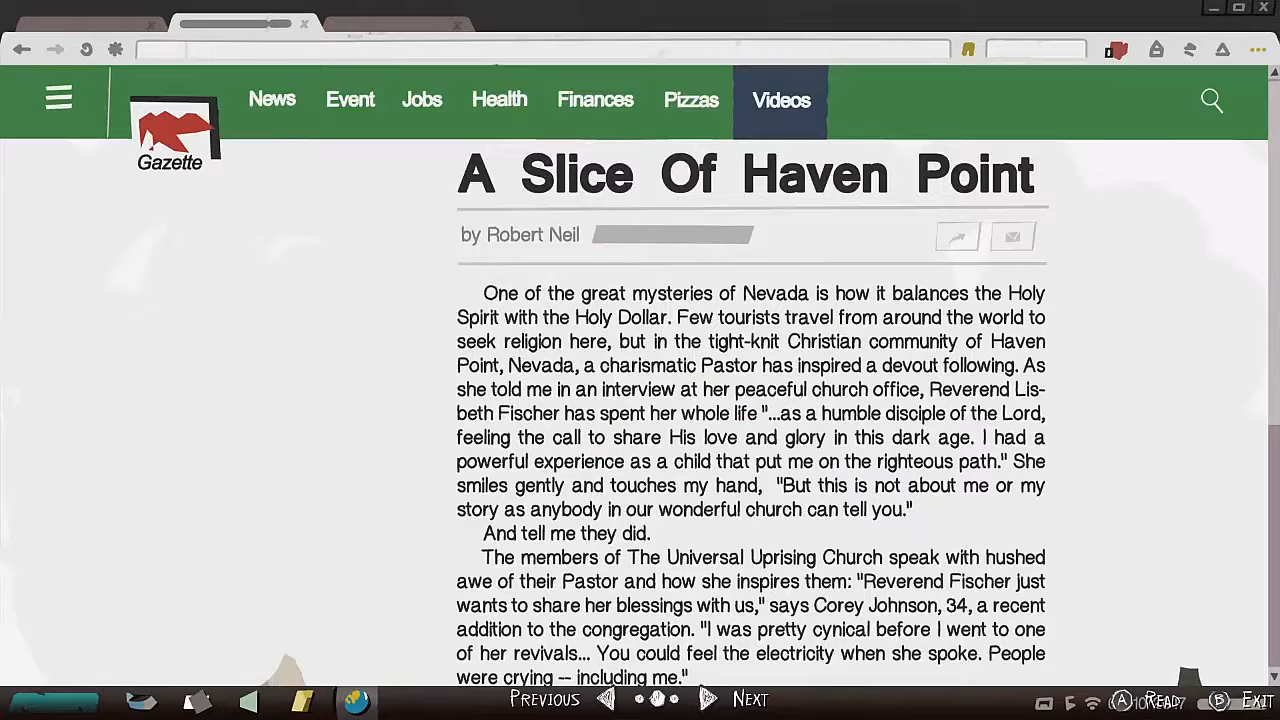 News Event Jobs Health Finances Pizzas Videos
Gazette
A Slice Of Haven Point
by Robert Neil
One of the great mysteries of Nevada is how it balances the Holy
Spirit with the Holy Dollar. Few tourists travel from around the world to
seek religion here, but in the tight-knit Christian community of Haven
Point, Nevada, a charismatic Pastor has inspired a devout following. As
she told me in an interview at her peaceful church office, Reverend Lis-
beth Fischer has spent her whole life "...as a humble disciple of the Lord,
feeling the call to share His love and glory in this dark age. I had a
powerful experience as a child that put me on the righteous path." She
smiles gently and touches my hand, "But this is not about me or my
story as anybody in our wonderful church can tell you."
And tell me they did.
The members of The Universal Uprising Church speak with hushed
awe of their Pastor and how she inspires them: "Reverend Fischer just
wants to share her blessings with us," says Corey Johnson, 34, a recent
addition to the congregation. "I was pretty cynical before I went to one
of her revivals... You could feel the electricity when she spoke. People
were crying -- including me."
Previous Next A Read B Exit